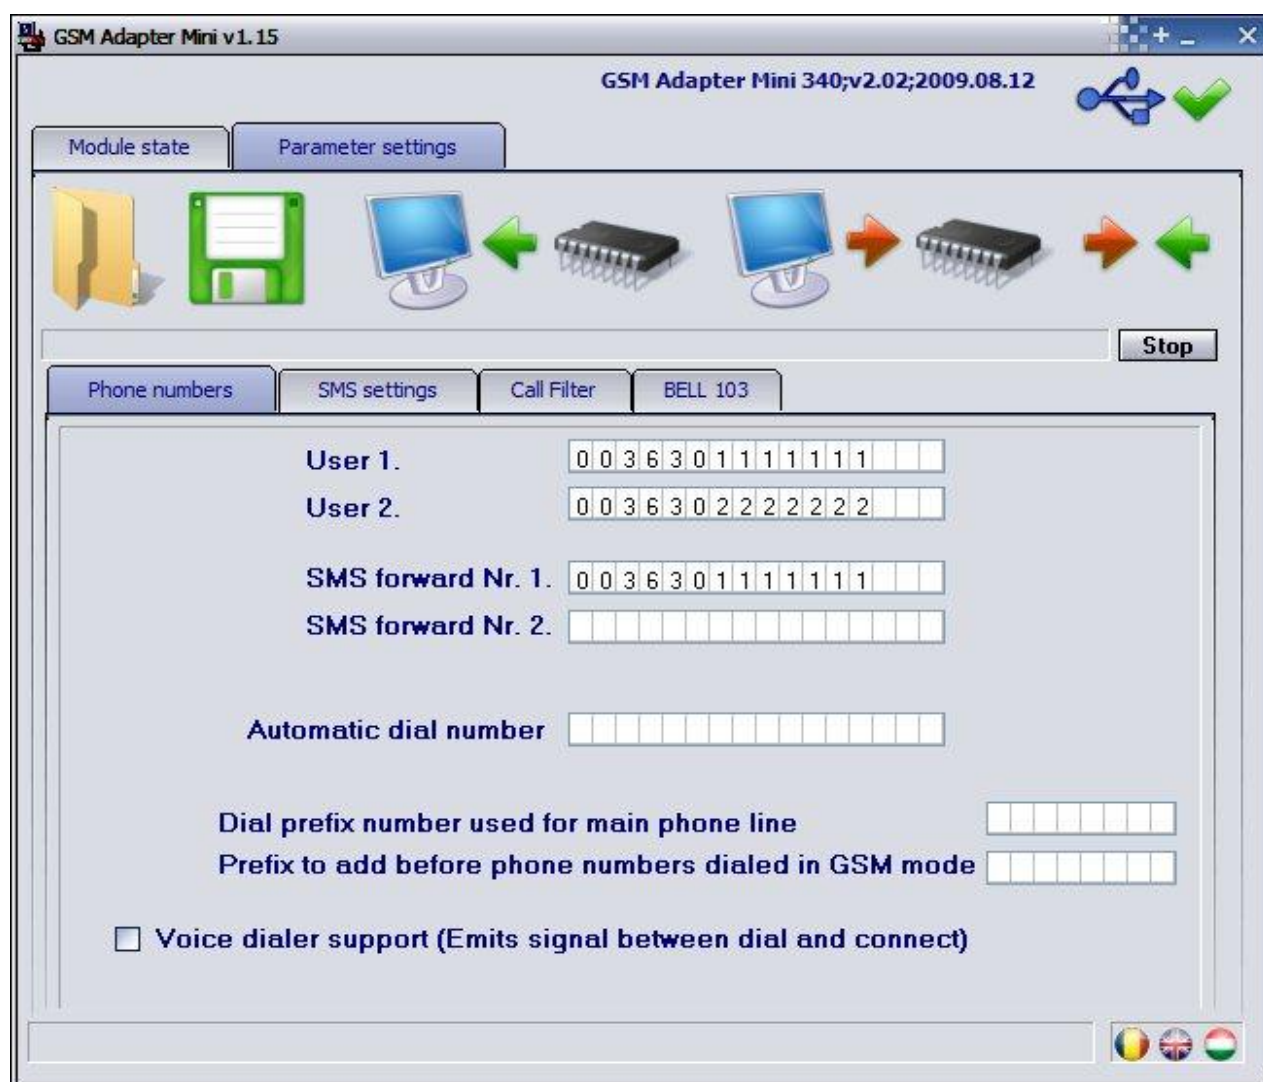 GSM Adapter Mini v1.15
GSM Adapter Mini 340;v2.02;2009.08.12
Module state
Parameter settings
Stop
Phone numbers
SMS settings
Call Filter
BELL 103
User 1. 0036301111111
User 2. 0036302222222
SMS forward Nr. 1. 0036301111111
SMS forward Nr. 2.
Automatic dial number
Dial prefix number used for main phone line
Prefix to add before phone numbers dialed in GSM mode
Voice dialer support (Emits signal between dial and connect)